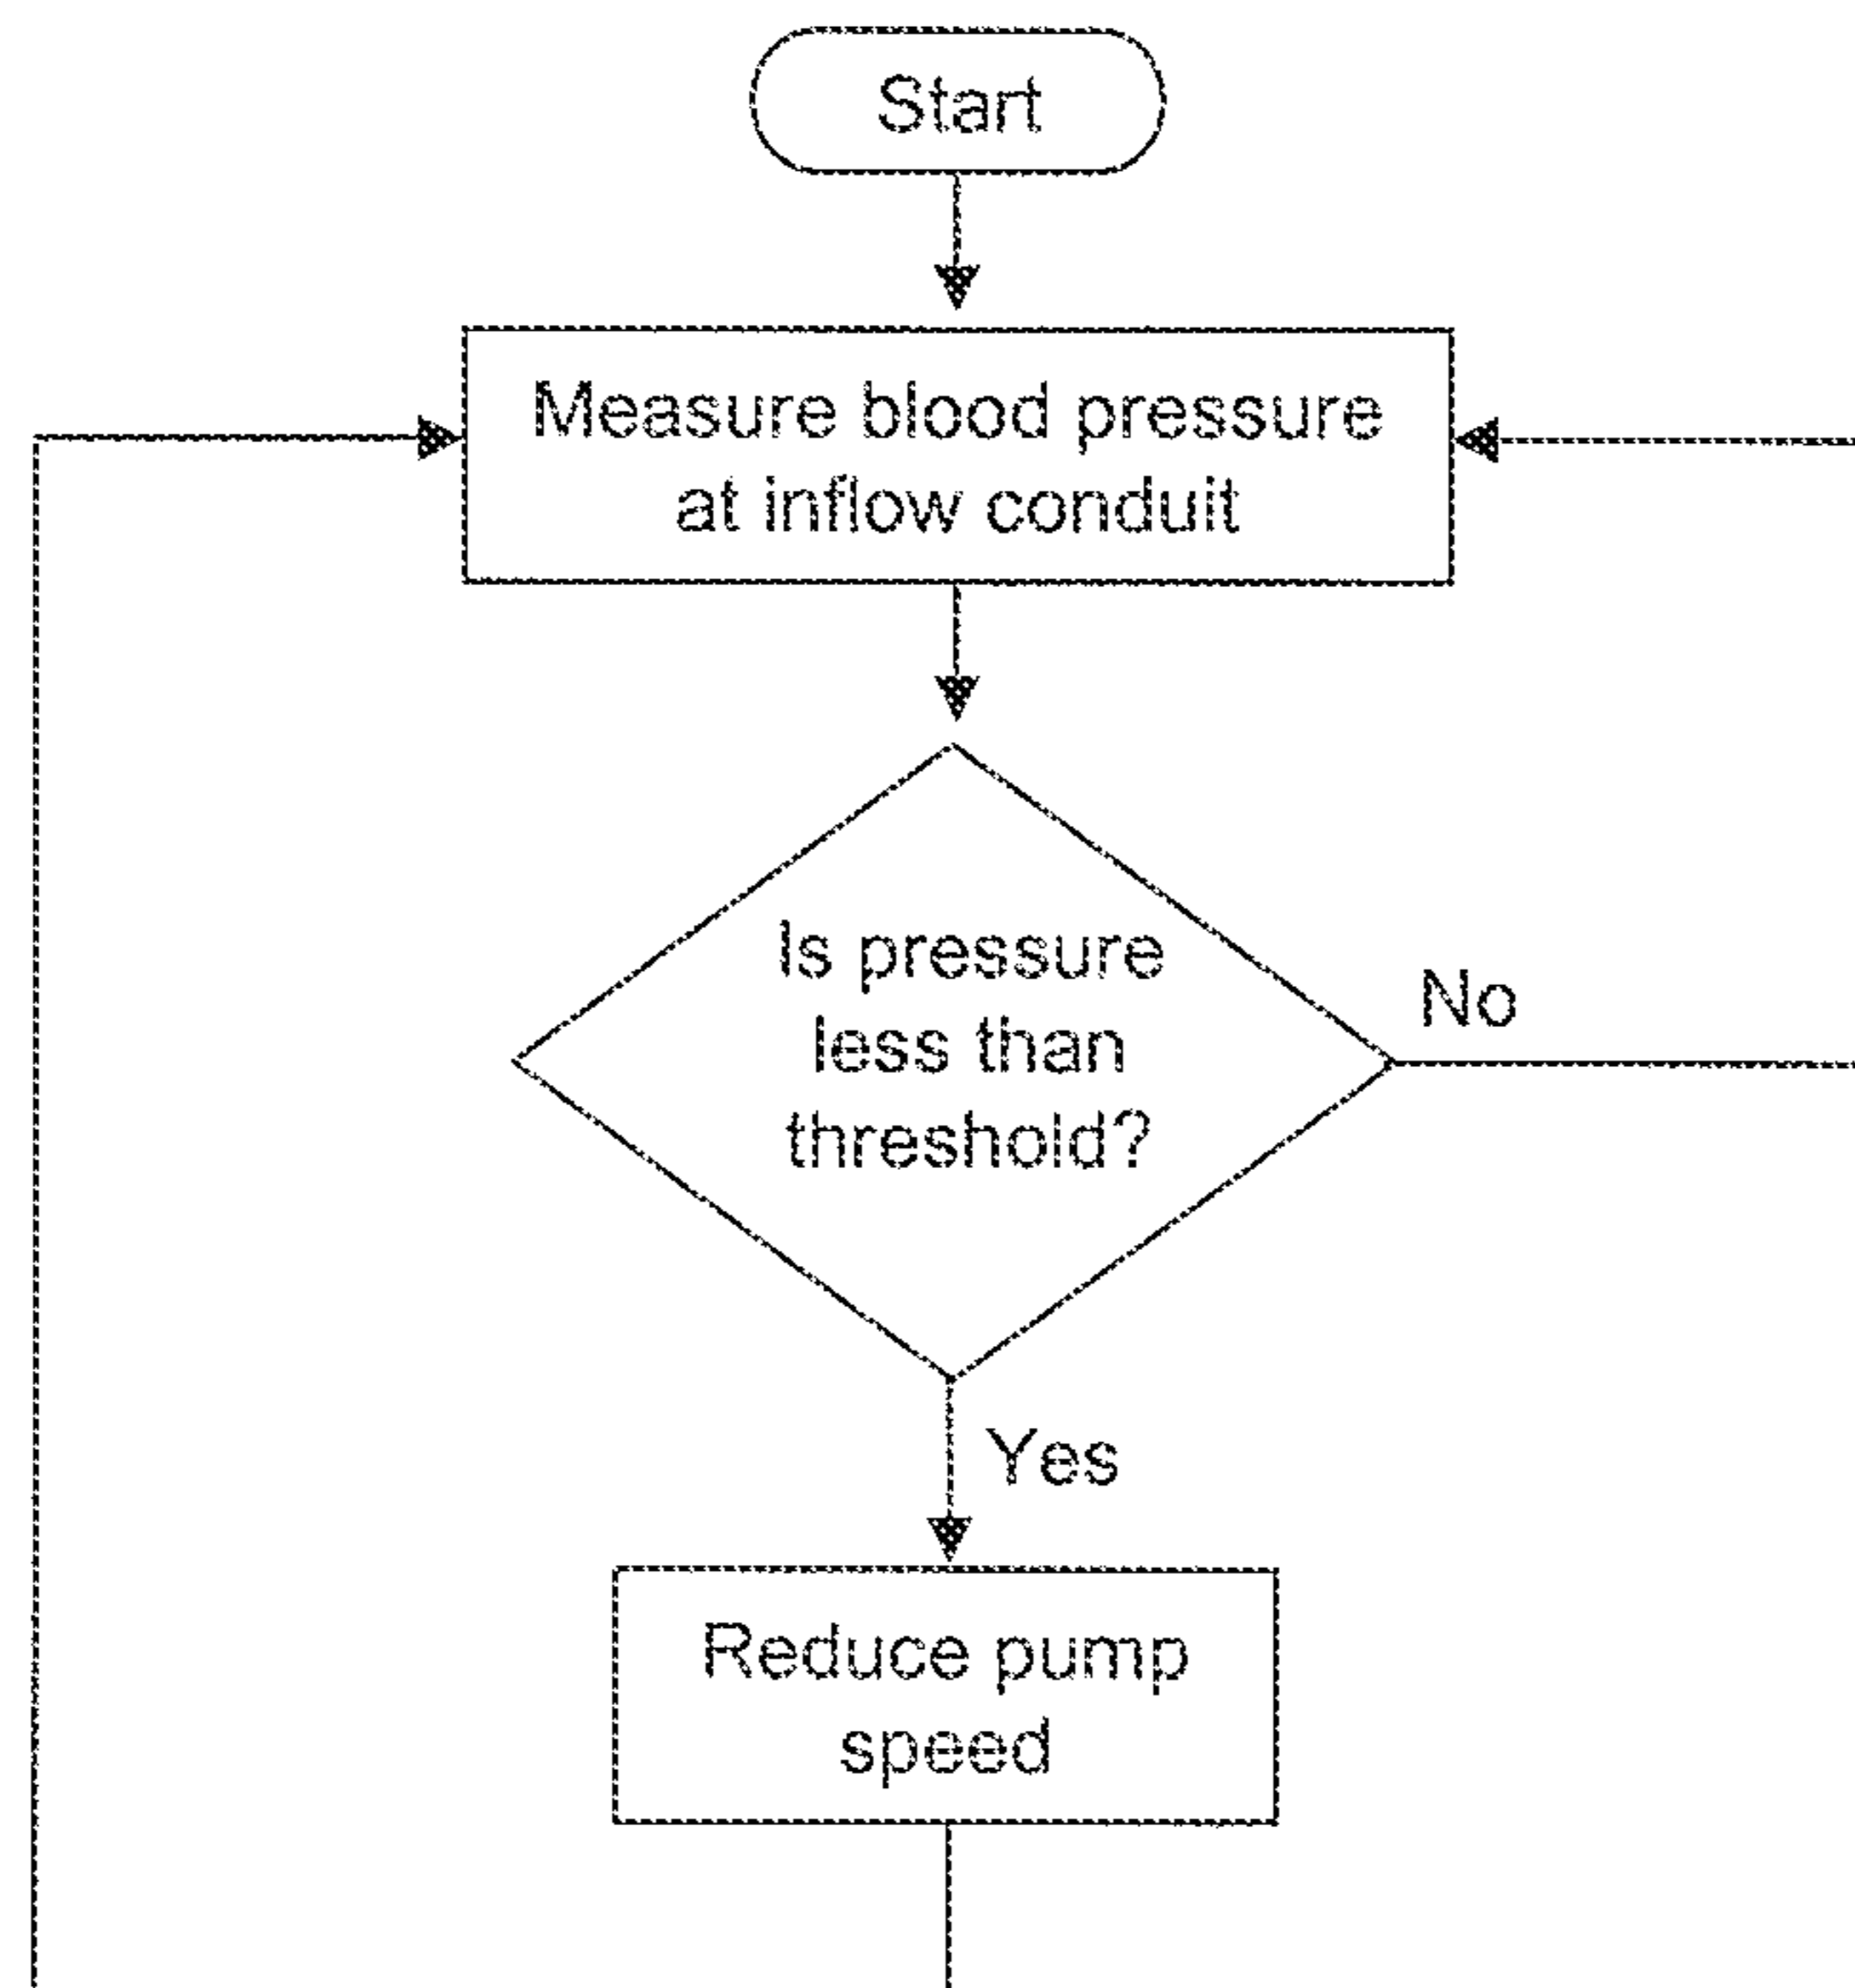 Start
Measure blood pressure
at inflow conduit
Is pressure
less than
threshold?
No
Yes
Reduce pump
speed